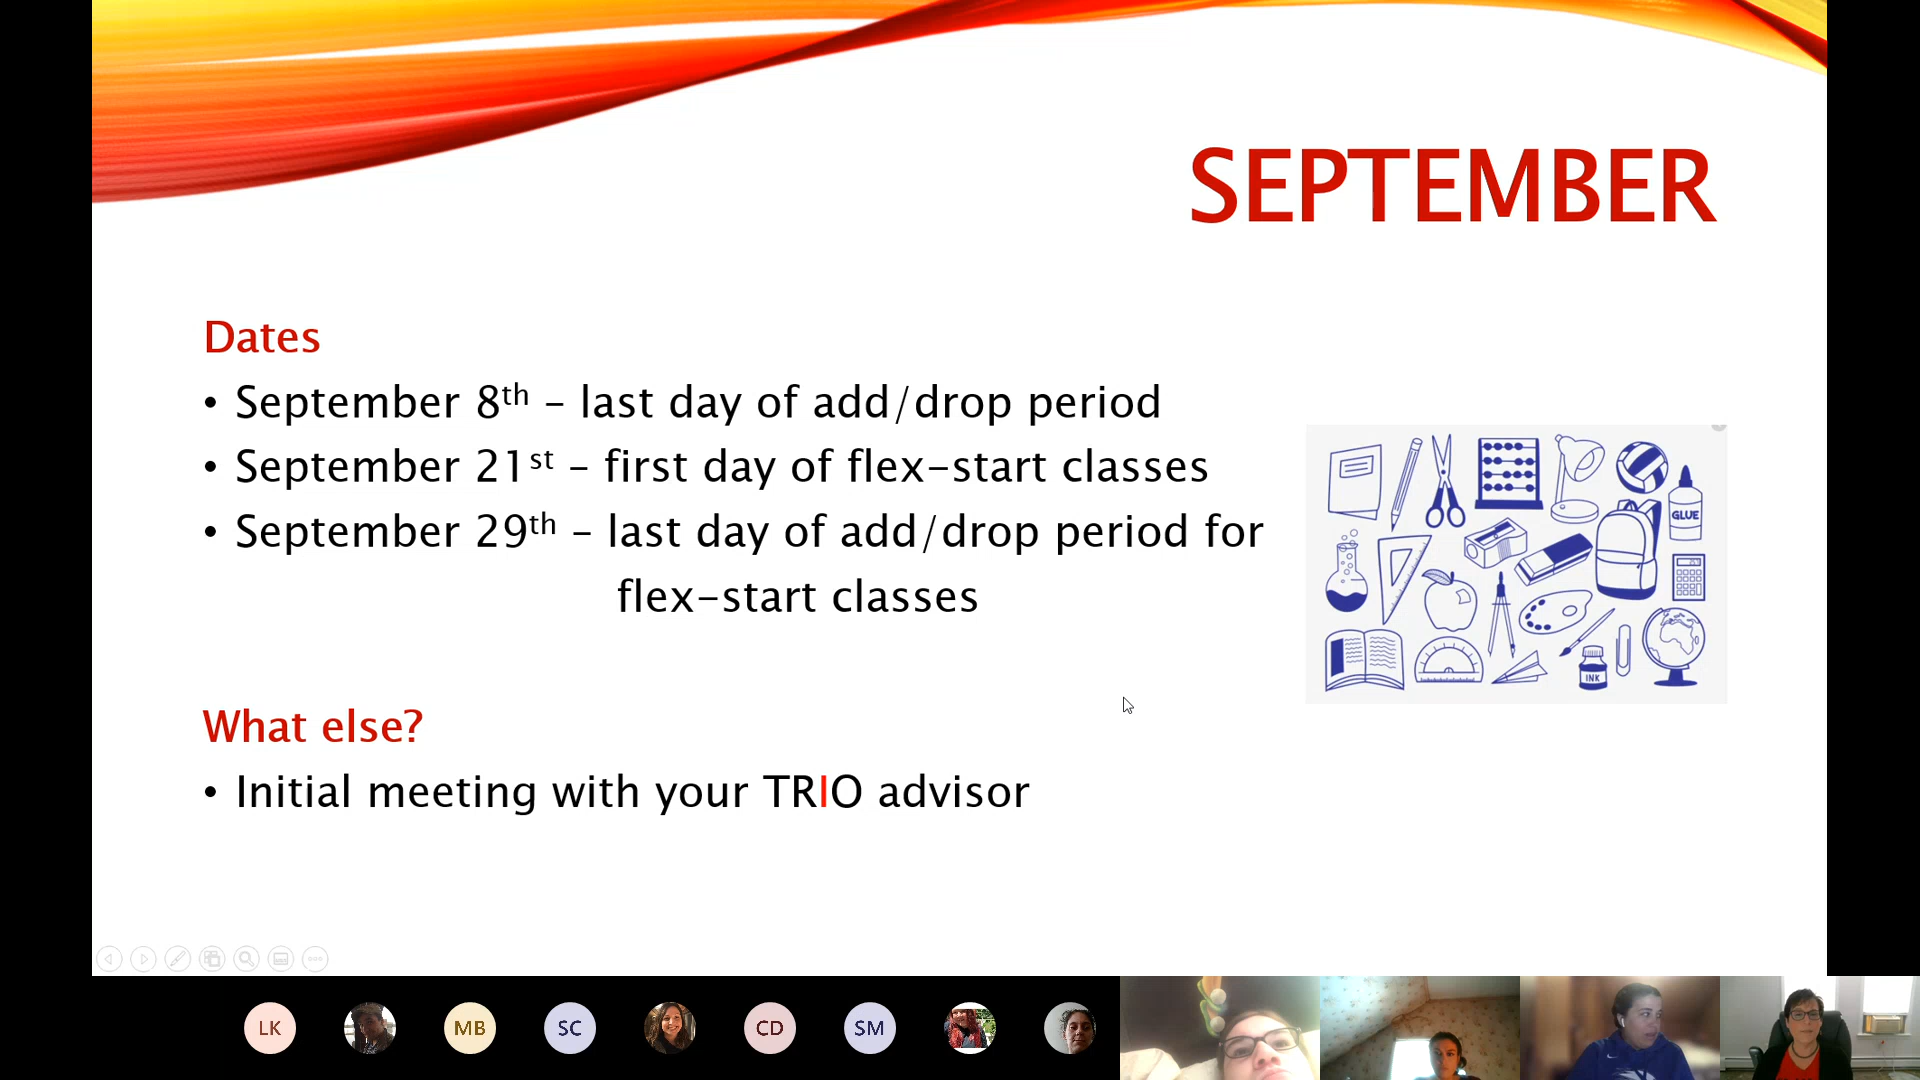 SEPTEMBER
Dates
• September 8th – last day of add/drop period
• September 21st – first day of flex-start classes
• September 29th – last day of add/drop period for
flex-start classes
GLUE
INK
What else?
• Initial meeting with your TRIO advisor
LK MB SC CD SM